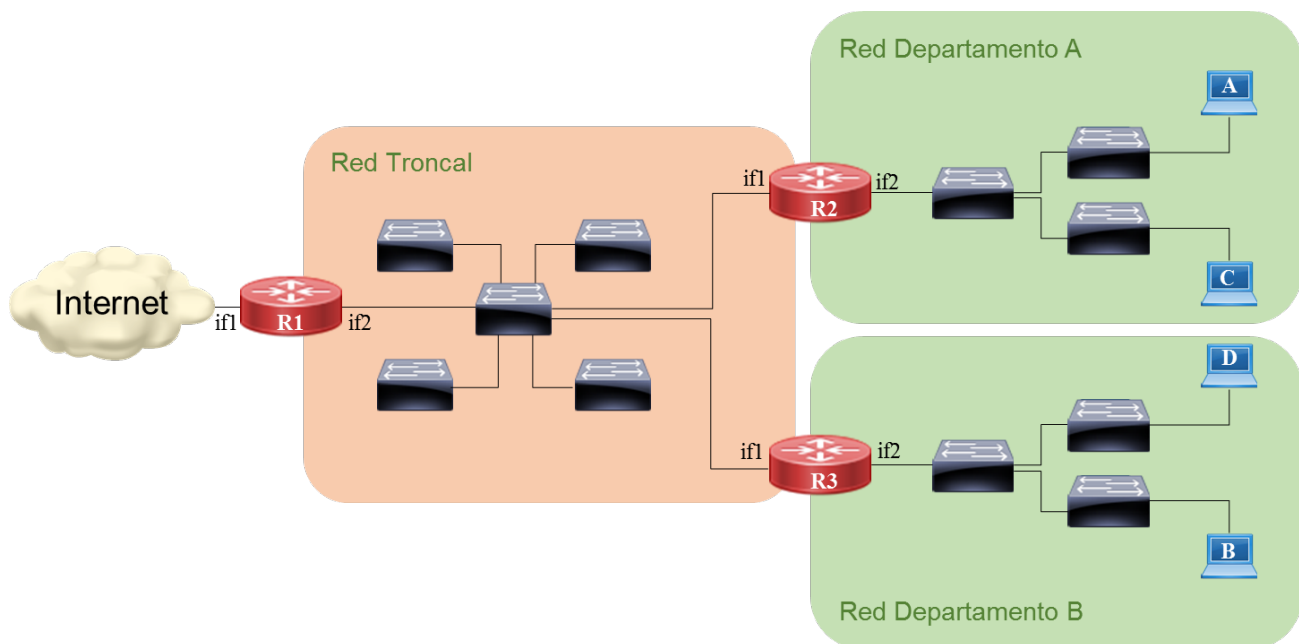 Red Departamento A
A
Red Troncal
if1
R2
if2
C
Internet
if1
R1
if2
D
if1
R3
if2
B
Red Departamento B